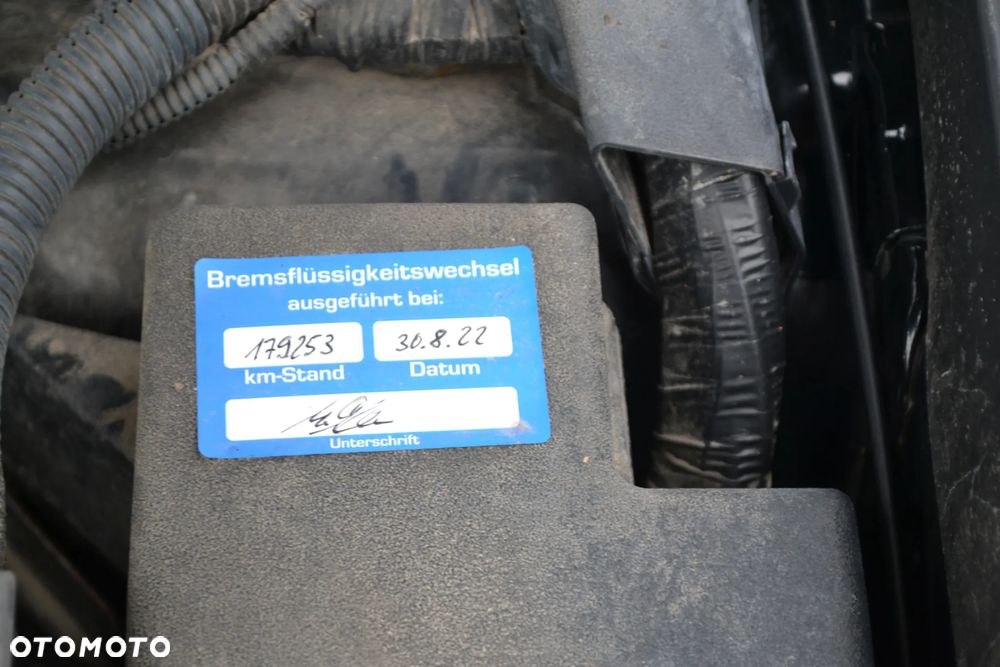 Bremsflüssigkeitswechsel
ausgeführt bei:
179253 30.8.22
km-Stand Datum
Unterschrift
OTOMOTO